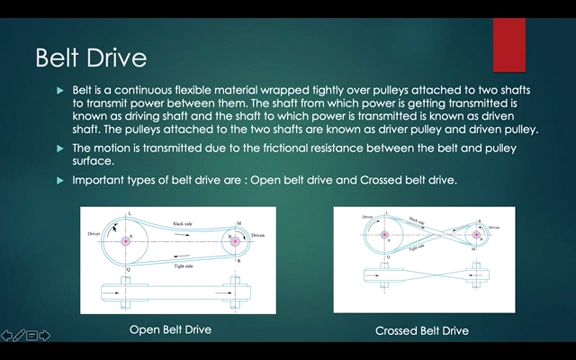 Belt Drive
Belt is a continuous flexible material wrapped tightly over pulleys attached to two shafts
to transmit power between them. The shaft from which power is getting transmitted is
known as driving shaft and the shaft to which power is transmitted is known as driven
shaft. The pulleys attached to the two shafts are known as driver pulley and driven pulley.
The motion is transmitted due to the frictional resistance between the belt and pulley
surface.
Important types of belt drive are : Open belt drive and Crossed belt drive.
L
Slack side
M
Driver
A
B
Driven
Tight side
Q
R
Open Belt Drive
L
Driver
Slack side
R
Driven
A
B
Tight side
M
Q
Crossed Belt Drive